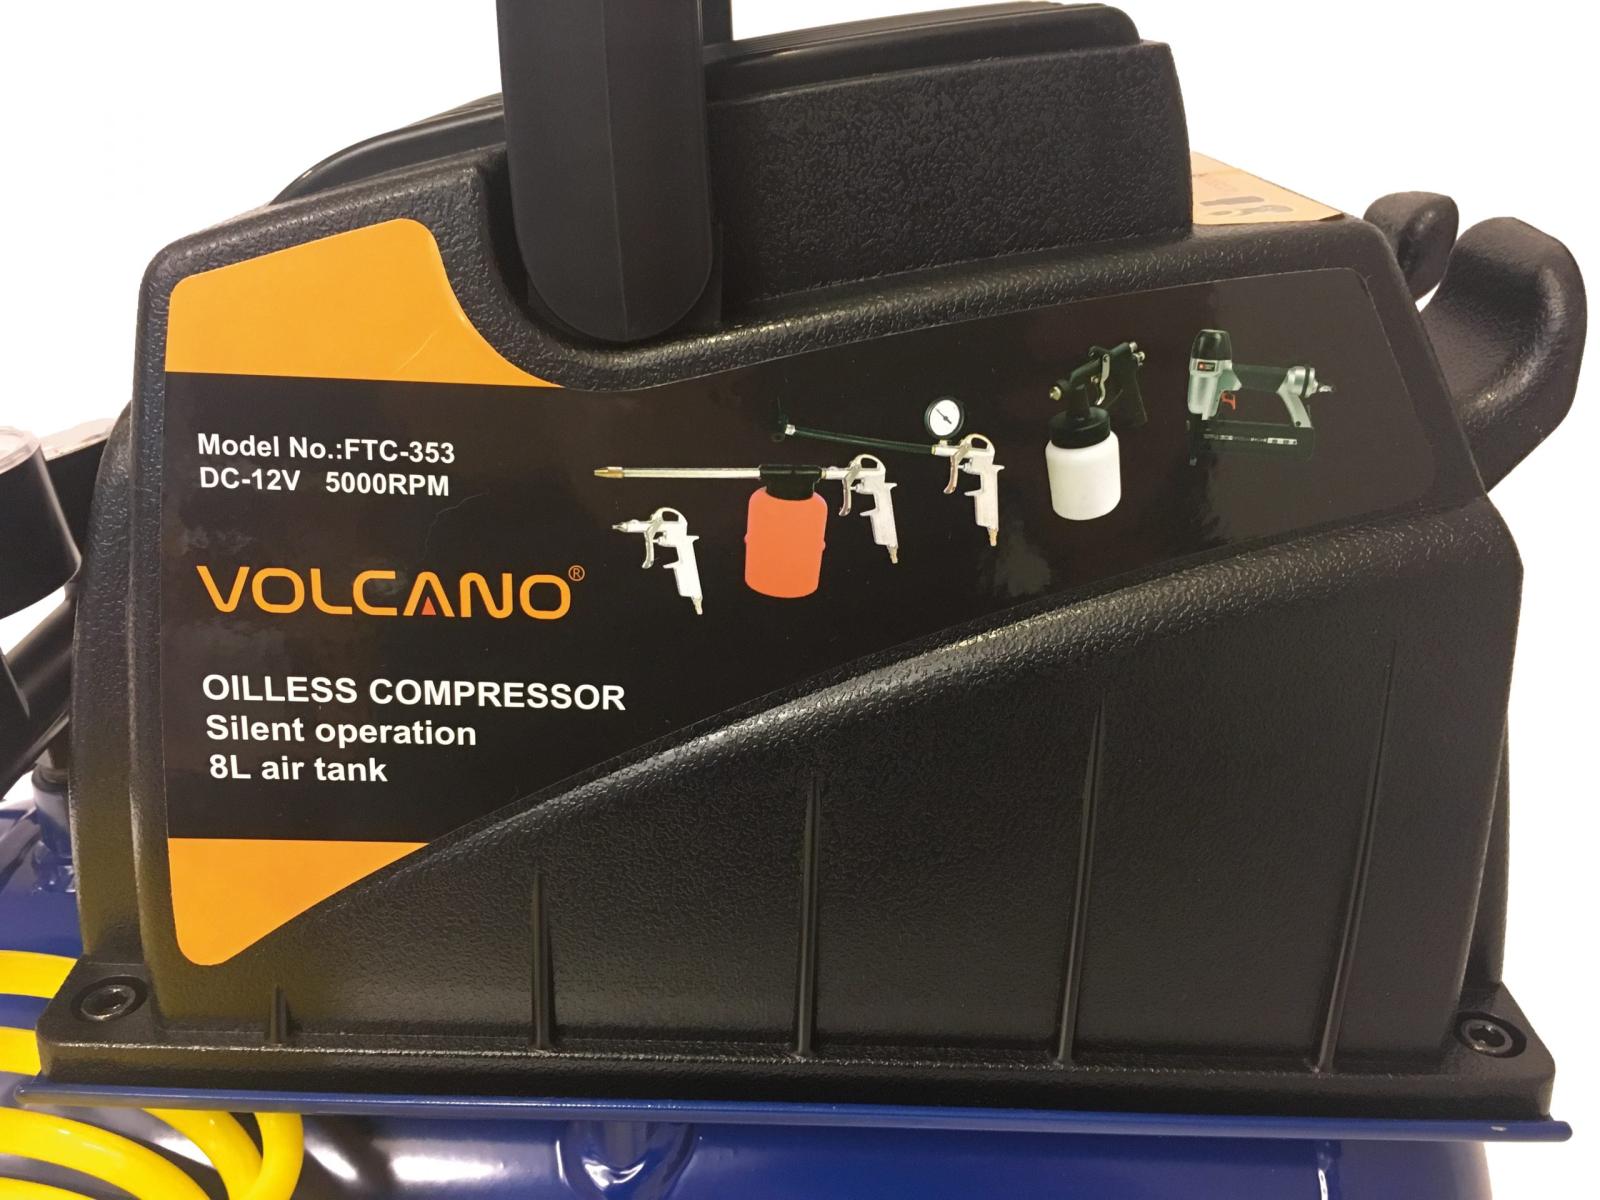 Model No.:FTC-353
DC-12V 5000RPM
VOLCANO®
OILLESS COMPRESSOR
Silent operation
8L air tank